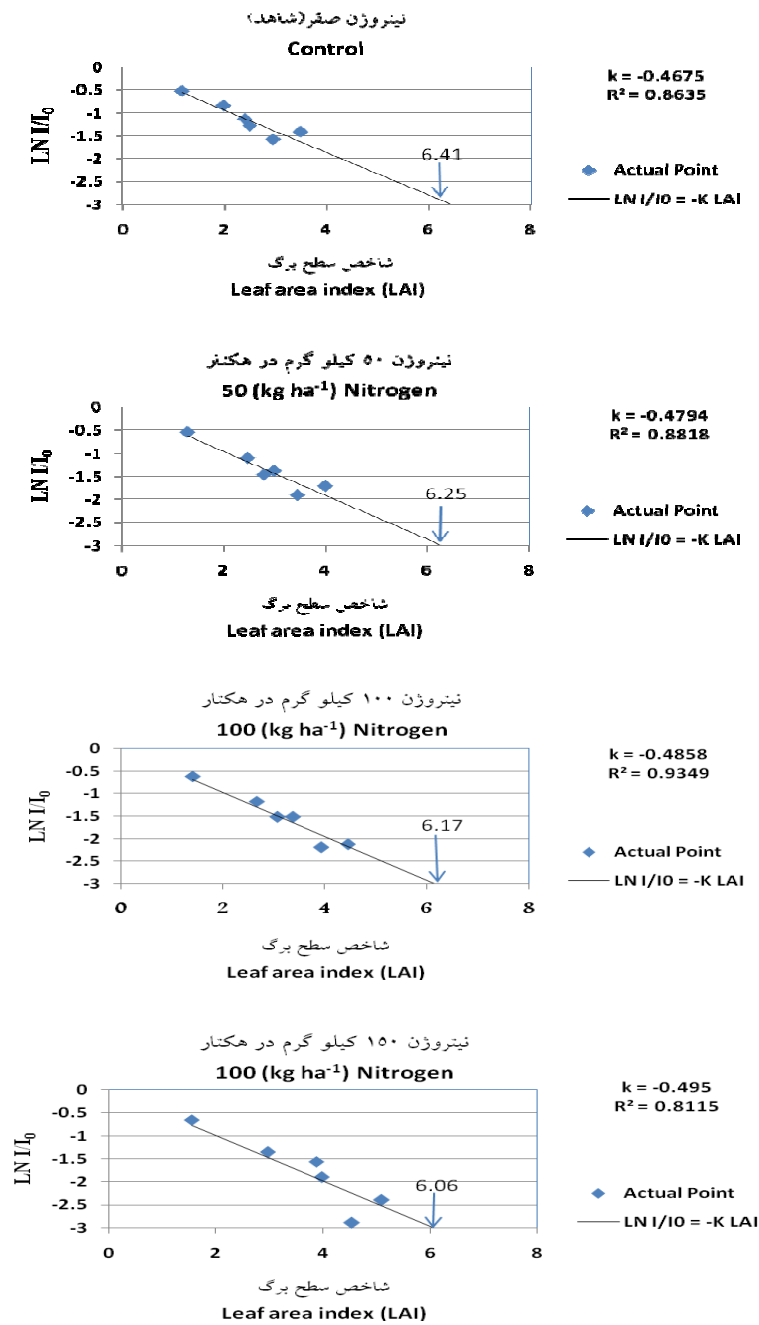 نیتروژن صفر(شاهد)
Control
k = -0.4675
R² = 0.8635
0
-0.5
-1
-1.5
-2
-2.5
-3
LN I/I₀
6.41
Actual Point
LN I/I0 = -K LAI
0 2 4 6 8
شاخص سطح برگ
Leaf area index (LAI)
نیتروژن ٥٠ کیلو گرم در هکتار
50 (kg ha⁻¹) Nitrogen
k = -0.4794
R² = 0.8818
0
-0.5
-1
-1.5
-2
-2.5
-3
LN I/I₀
6.25
Actual Point
LN I/I0 = -K LAI
0 2 4 6 8
شاخص سطح برگ
Leaf area index (LAI)
نیتروژن ١٠٠ کیلو گرم در هکتار
100 (kg ha⁻¹) Nitrogen
k = -0.4858
R² = 0.9349
0
-0.5
-1
-1.5
-2
-2.5
-3
LN I/I₀
6.17
Actual Point
LN I/I0 = -K LAI
0 2 4 6 8
شاخص سطح برگ
Leaf area index (LAI)
نیتروژن ١٥٠ کیلو گرم در هکتار
100 (kg ha⁻¹) Nitrogen
k = -0.495
R² = 0.8115
0
-0.5
-1
-1.5
-2
-2.5
-3
LN I/I₀
6.06
Actual Point
LN I/I0 = -K LAI
0 2 4 6 8
شاخص سطح برگ
Leaf area index (LAI)